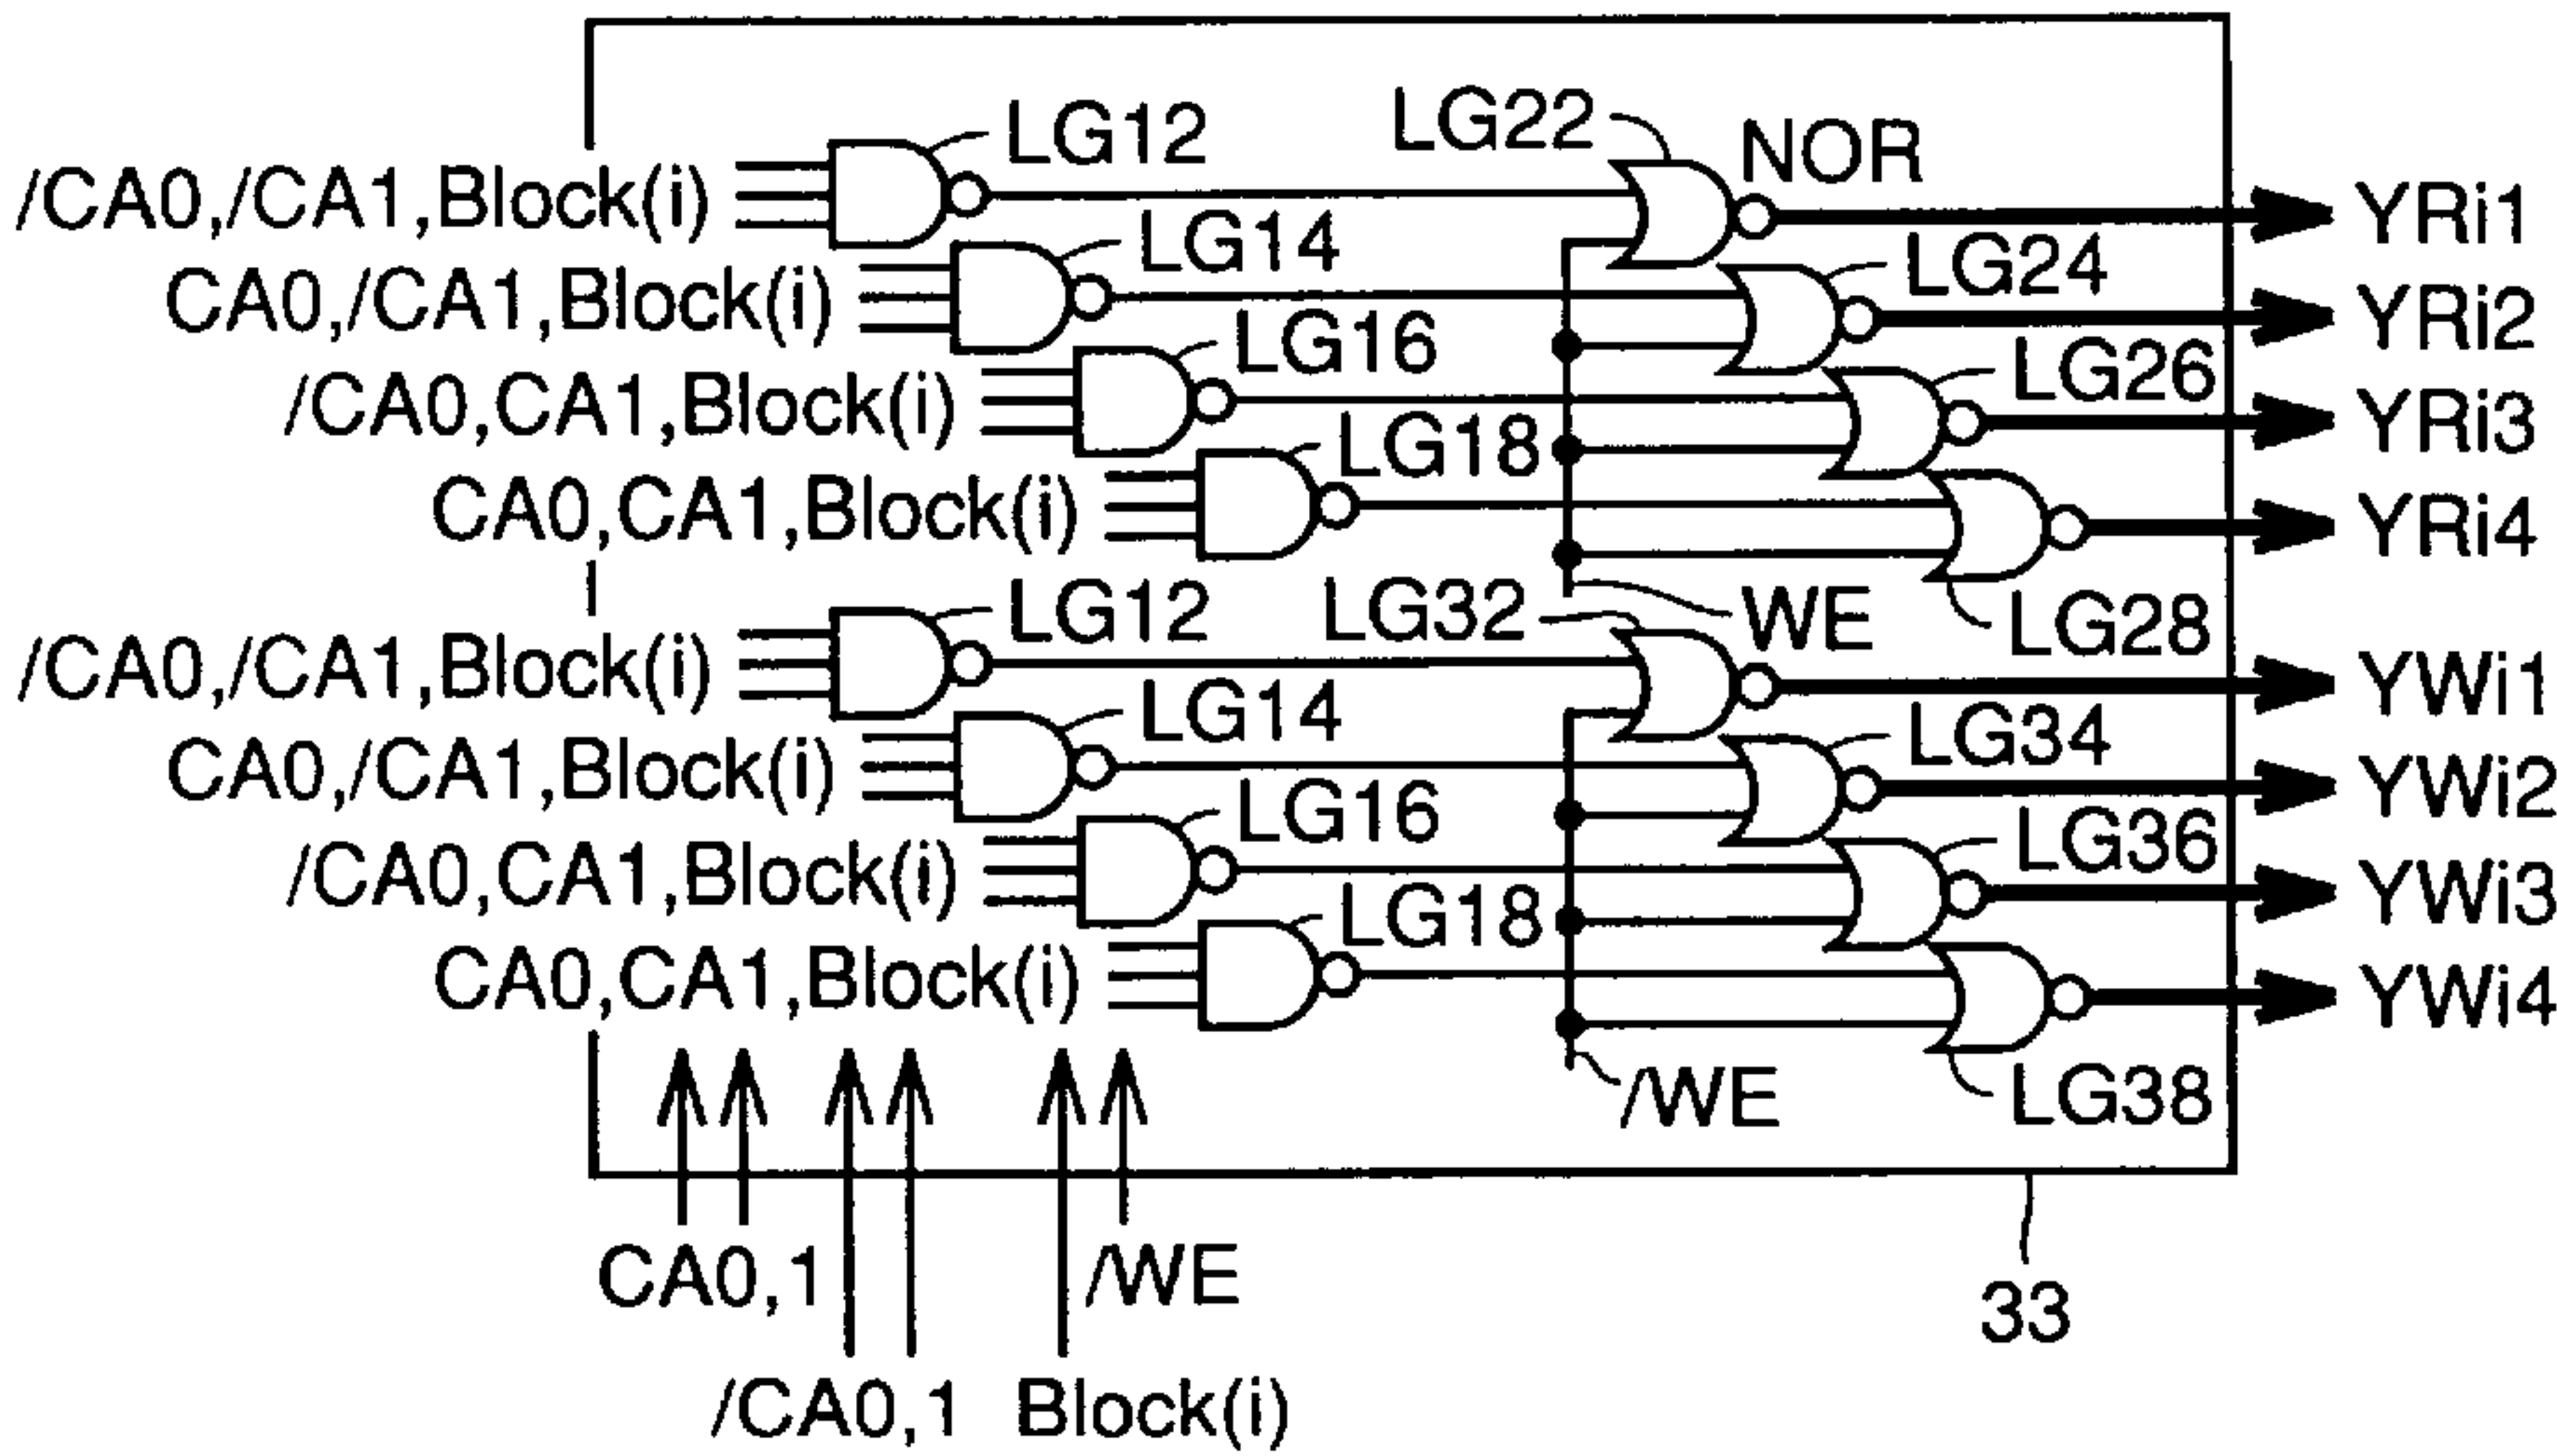 LG12
LG22
NOR
/CA0,/CA1,Block(i)
YRi1
LG14
LG24
CA0,/CA1,Block(i)
YRi2
LG16
LG26
/CA0,CA1,Block(i)
YRi3
LG18
CA0,CA1,Block(i)
YRi4
LG12
LG32
WE
LG28
/CA0,/CA1,Block(i)
YWi1
LG14
LG34
CA0,/CA1,Block(i)
YWi2
LG16
LG36
/CA0,CA1,Block(i)
YWi3
LG18
CA0,CA1,Block(i)
YWi4
/WE
LG38
CA0,1
/WE
33
/CA0,1
Block(i)